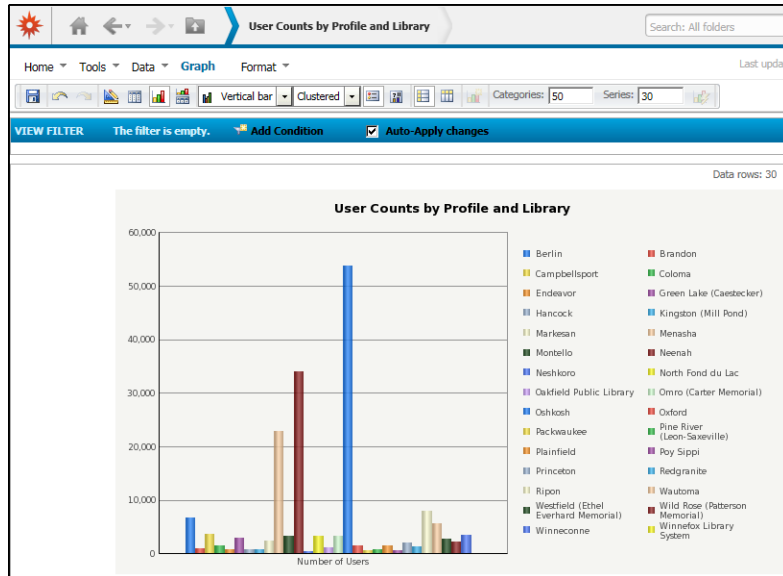 User Counts by Profile and Library
Search: All folders
Home Tools Data Graph Format
Vertical bar Clustered Categories: 50 Series: 30
VIEW FILTER The filter is empty. Add Condition Auto-Apply changes
Data rows: 30
User Counts by Profile and Library
60,000
50,000
40,000
30,000
20,000
10,000
0
Number of Users
Berlin Brandon
Campbellsport Coloma
Endeavor Green Lake (Caestecker)
Hancock Kingston (Mill Pond)
Markesan Menasha
Montello Neenah
Neshkoro North Fond du Lac
Oakfield Public Library Omro (Carter Memorial)
Oshkosh Oxford
Packwaukee Pine River
(Leon-Saxeville)
Plainfield Poy Sippi
Princeton Redgranite
Ripon Wautoma
Westfield (Ethel Wild Rose (Patterson
Everhard Memorial) Memorial)
Winneconne Winnefox Library
System